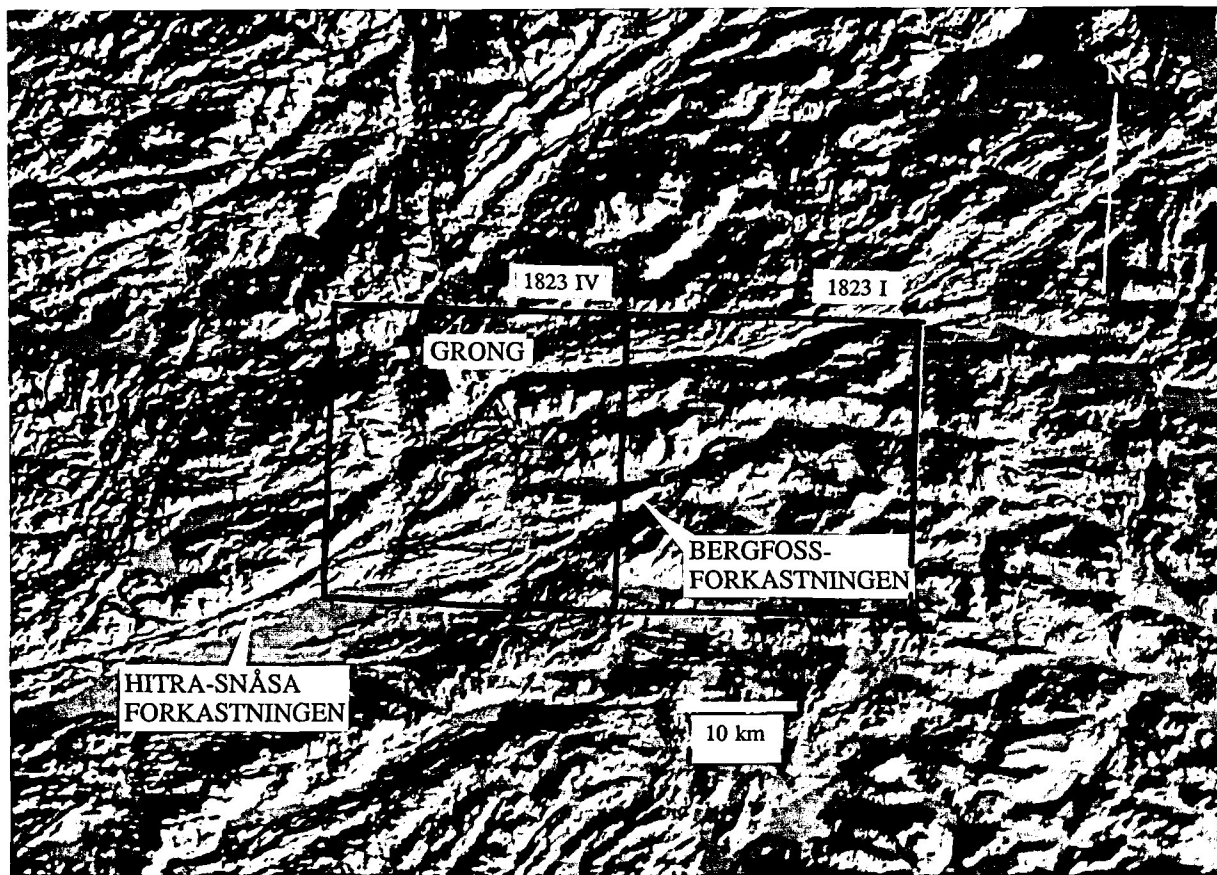 1823 IV
1823 I
GRONG
BERGFOSS-
FORKASTNINGEN
HITRA-SNÅSA
FORKASTNINGEN
10 km
N